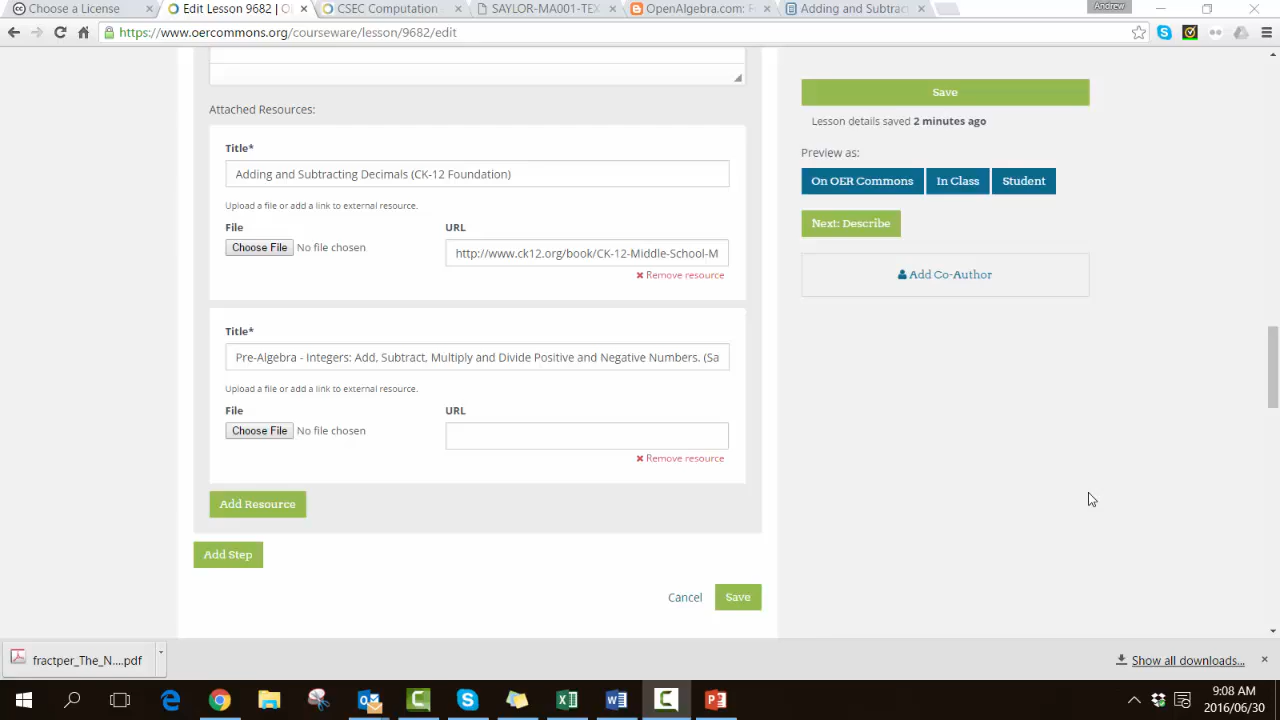 Choose a License
Edit Lesson 9682 | O
CSEC Computation
SAYLOR-MA001-TEX
OpenAlgebra.com: F
Adding and Subtrac
Andrew
https://www.oercommons.org/courseware/lesson/9682/edit
Attached Resources:
Title*
Adding and Subtracting Decimals (CK-12 Foundation)
Upload a file or add a link to external resource.
File
URL
Choose File No file chosen
http://www.ck12.org/book/CK-12-Middle-School-M
Remove resource
Title*
Pre-Algebra - Integers: Add, Subtract, Multiply and Divide Positive and Negative Numbers. (Sa
Upload a file or add a link to external resource.
File
URL
Choose File No file chosen
Remove resource
Add Resource
Add Step
Cancel
Save
Save
Lesson details saved 2 minutes ago
Preview as:
On OER Commons
In Class
Student
Next: Describe
Add Co-Author
fractper_The_N....pdf
Show all downloads...
9:08 AM
2016/06/30